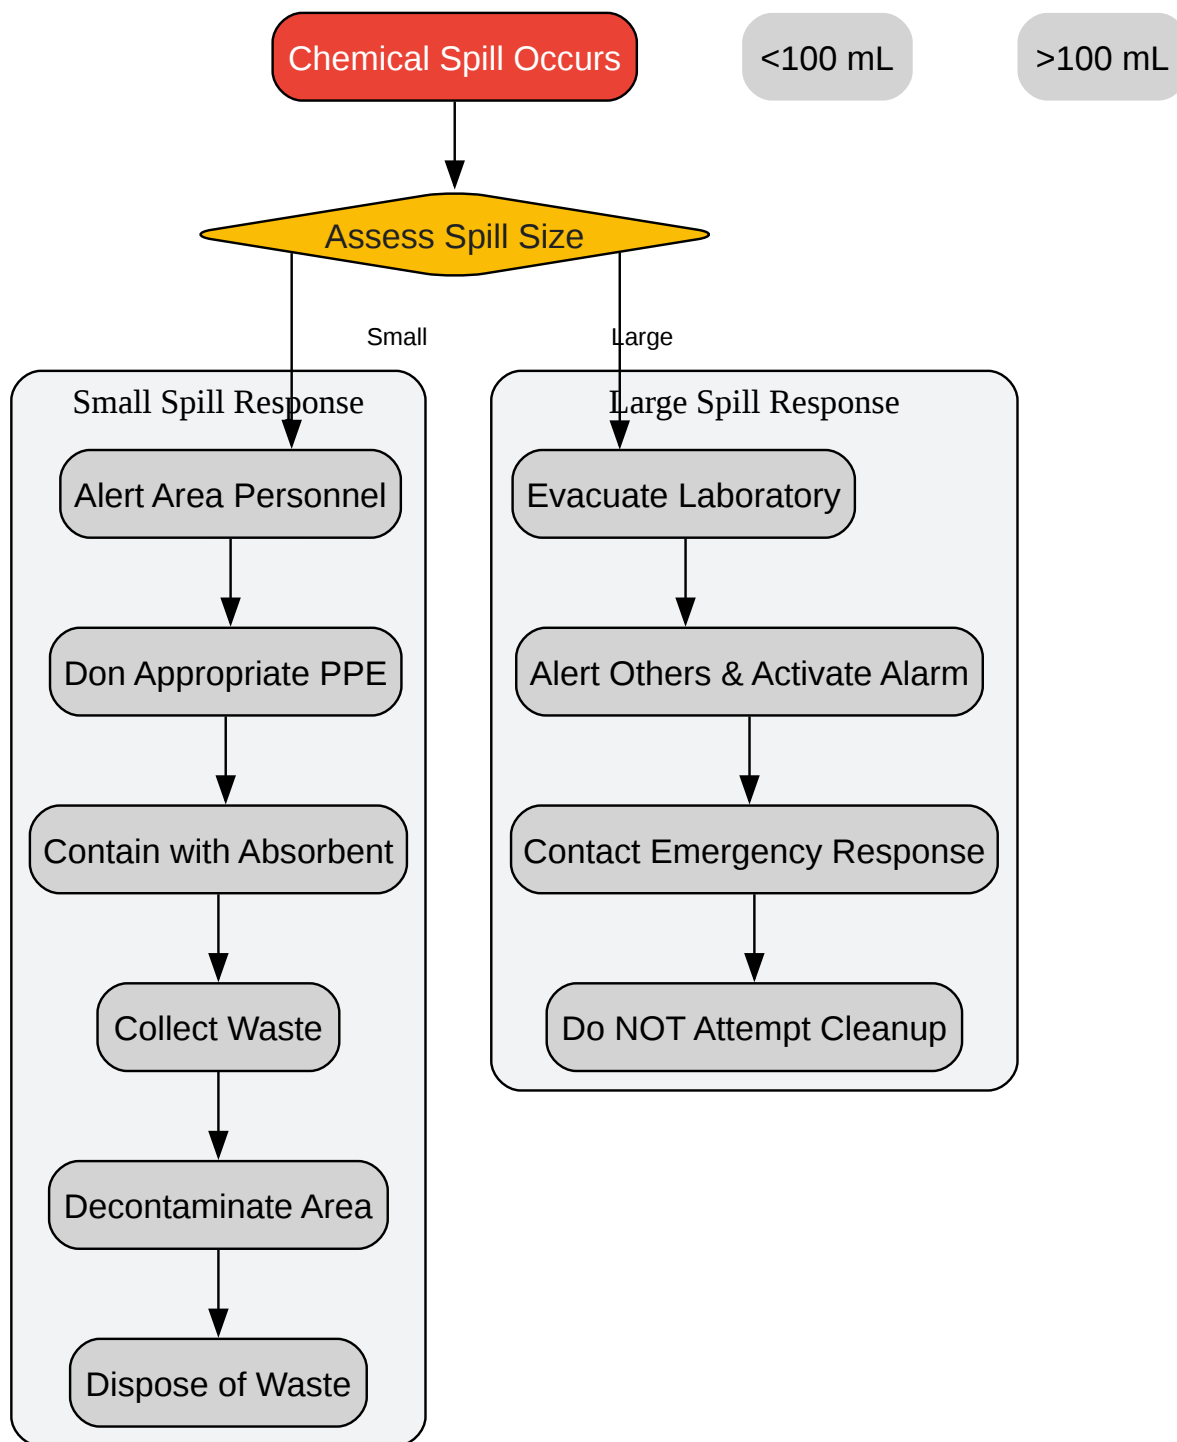 Chemical Spill Occurs
<100 mL
>100 mL
Assess Spill Size
Small
Large
Small Spill Response
Alert Area Personnel
Don Appropriate PPE
Contain with Absorbent
Collect Waste
Decontaminate Area
Dispose of Waste
Large Spill Response
Evacuate Laboratory
Alert Others & Activate Alarm
Contact Emergency Response
Do NOT Attempt Cleanup